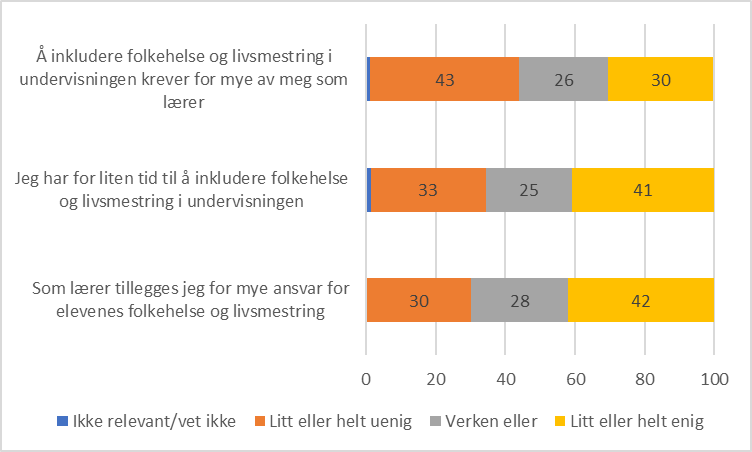 Å inkludere folkehelse og livsmestring i
undervisningen krever for mye av meg som
lærer
43 26 30
Jeg har for liten tid til å inkludere folkehelse
og livsmestring i undervisningen
33 25 41
Som lærer tillegges jeg for mye ansvar for
elevenes folkehelse og livsmestring
30 28 42
0 20 40 60 80 100
Ikke relevant/vet ikke Litt eller helt uenig Verken eller Litt eller helt enig